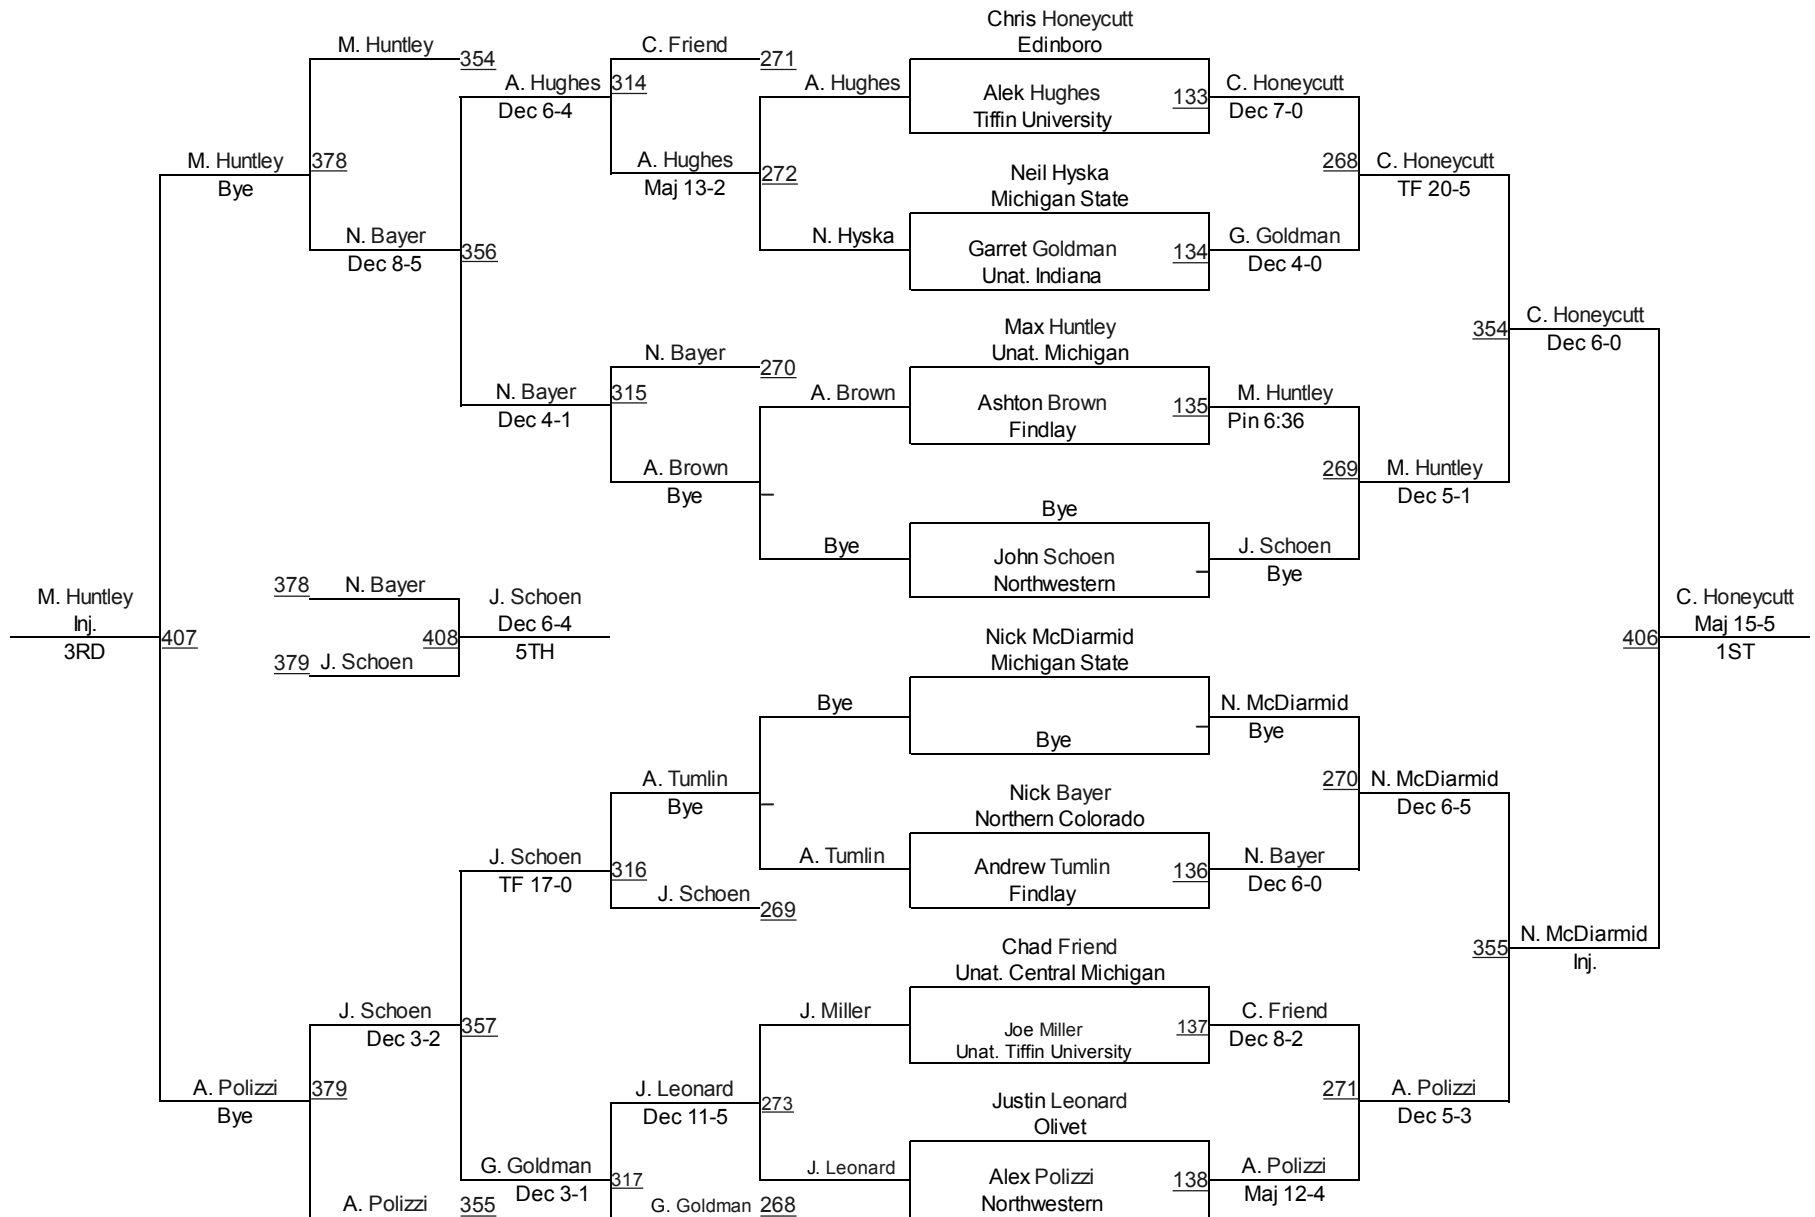 Chris Honeycutt
M. Huntley 354 C. Friend 271 Edinboro
A. Hughes 314 A. Hughes Alek Hughes 133 C. Honeycutt
Dec 6-4 Tiffin University Dec 7-0
M. Huntley 378 A. Hughes 272 Neil Hyska 268 C. Honeycutt
Bye Maj 13-2 Michigan State TF 20-5
N. Bayer 356 N. Hyska Garret Goldman 134 G. Goldman
Dec 8-5 Unat. Indiana Dec 4-0
Max Huntley 354 C. Honeycutt
N. Bayer 270 Unat. Michigan Dec 6-0
N. Bayer 315 A. Brown Ashton Brown 135 M. Huntley
Dec 4-1 Findlay Pin 6:36
A. Brown 269 M. Huntley
Bye – Bye Dec 5-1
Bye John Schoen J. Schoen
378 N. Bayer Northwestern – Bye
M. Huntley J. Schoen C. Honeycutt
Inj. Dec 6-4 Maj 15-5
407 408 Nick McDiarmid 406
3RD 379 J. Schoen 5TH Michigan State 1ST
Bye N. McDiarmid
Bye – Bye
A. Tumlin 270 N. McDiarmid
Bye – Nick Bayer Dec 6-5
Northern Colorado
J. Schoen 316 A. Tumlin Andrew Tumlin 136 N. Bayer
TF 17-0 J. Schoen 269 Findlay Dec 6-0
Chad Friend 355 N. McDiarmid
Unat. Central Michigan Inj.
J. Schoen 357 J. Miller Joe Miller 137 C. Friend
Dec 3-2 Unat. Tiffin University Dec 8-2
A. Polizzi 379 J. Leonard 273 Justin Leonard 271 A. Polizzi
Bye Dec 11-5 Olivet Dec 5-3
G. Goldman 317 J. Leonard Alex Polizzi 138 A. Polizzi
Dec 3-1 Northwestern Maj 12-4
A. Polizzi 355 G. Goldman 268